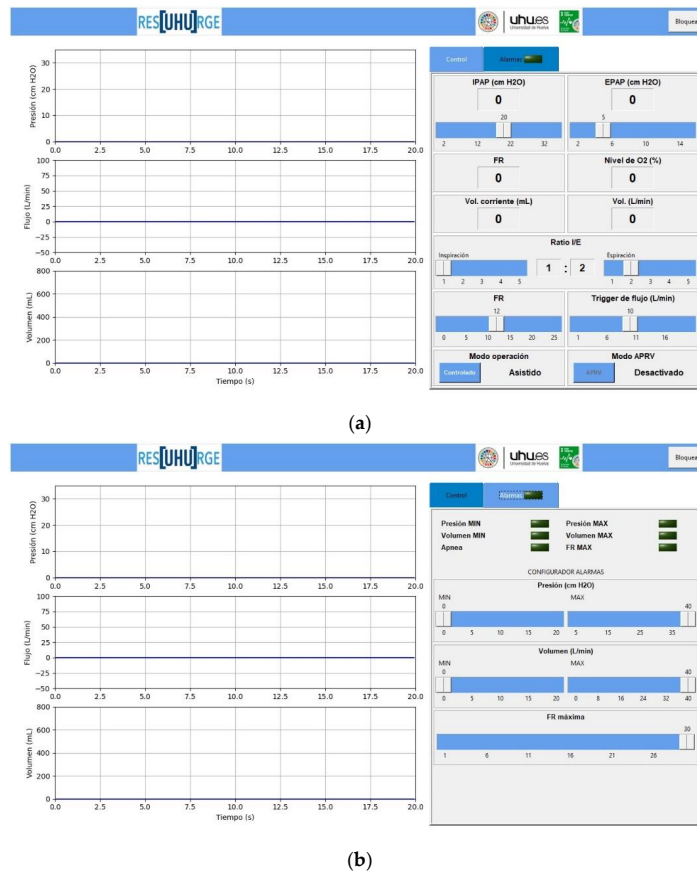 RES[UHU]RGE
uhu.es
Universidad de Huelva
Bloquea
Presión (cm H2O)
30
20
10
0
0.0 2.5 5.0 7.5 10.0 12.5 15.0 17.5 20.0
Flujo (L/min)
100
75
50
25
0
−25
−50
0.0 2.5 5.0 7.5 10.0 12.5 15.0 17.5 20.0
Volumen (mL)
800
600
400
200
0
0.0 2.5 5.0 7.5 10.0 12.5 15.0 17.5 20.0
Tiempo (s)
Control Alarmas
IPAP (cm H2O) EPAP (cm H2O)
0 0
20 5
2 12 22 32 2 6 10 14
FR Nivel de O2 (%)
0 0
Vol. corriente (mL) Vol. (L/min)
0 0
Ratio I/E
Inspiración Espiración
1 : 2
1 2 3 4 5 1 2 3 4 5
FR Trigger de flujo (L/min)
12 10
0 5 10 15 20 25 1 6 11 16
Modo operación Modo APRV
Controlado Asistido APRV Desactivado
(a)
RES[UHU]RGE
uhu.es
Universidad de Huelva
Bloquea
Presión (cm H2O)
30
20
10
0
0.0 2.5 5.0 7.5 10.0 12.5 15.0 17.5 20.0
Flujo (L/min)
100
75
50
25
0
−25
−50
0.0 2.5 5.0 7.5 10.0 12.5 15.0 17.5 20.0
Volumen (mL)
800
600
400
200
0
0.0 2.5 5.0 7.5 10.0 12.5 15.0 17.5 20.0
Tiempo (s)
Control Alarmas
Presión MIN Presión MAX
Volumen MIN Volumen MAX
Apnea FR MAX
CONFIGURADOR ALARMAS
Presión (cm H2O)
MIN MAX
0 40
0 5 10 15 20 5 15 25 35
Volumen (L/min)
MIN MAX
0 40
0 5 10 15 20 0 8 16 24 32 40
FR máxima
30
1 6 11 16 21 26
(b)